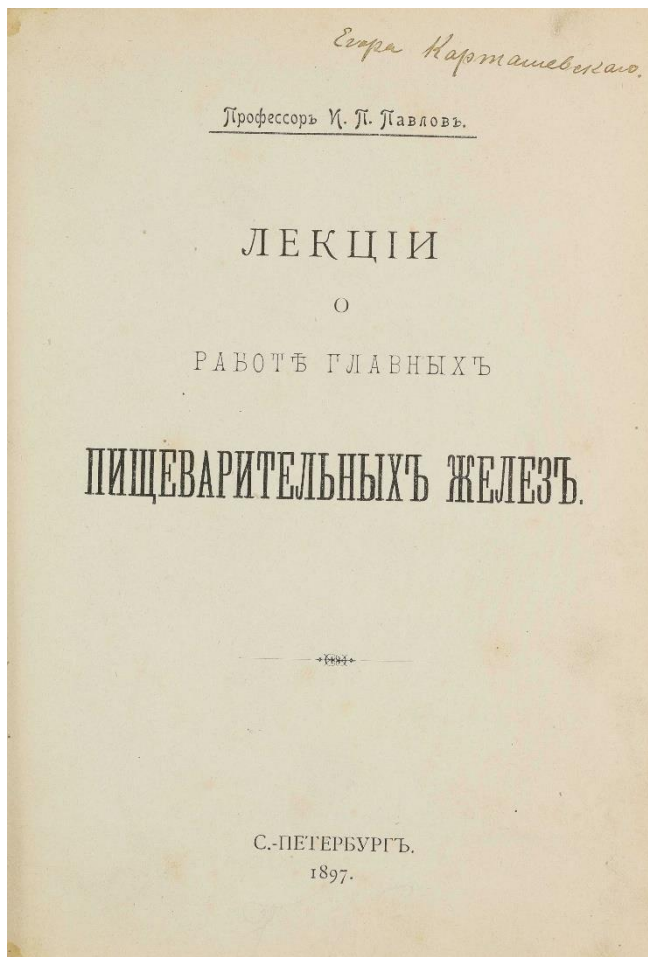 Егора Карташевскаго.
Профессоръ И. П. Павловъ.
ЛЕКЦІИ
О
РАБОТѢ ГЛАВНЫХЪ
ПИЩЕВАРИТЕЛЬНЫХЪ ЖЕЛЕЗЪ.
С.-ПЕТЕРБУРГЪ.
1897.